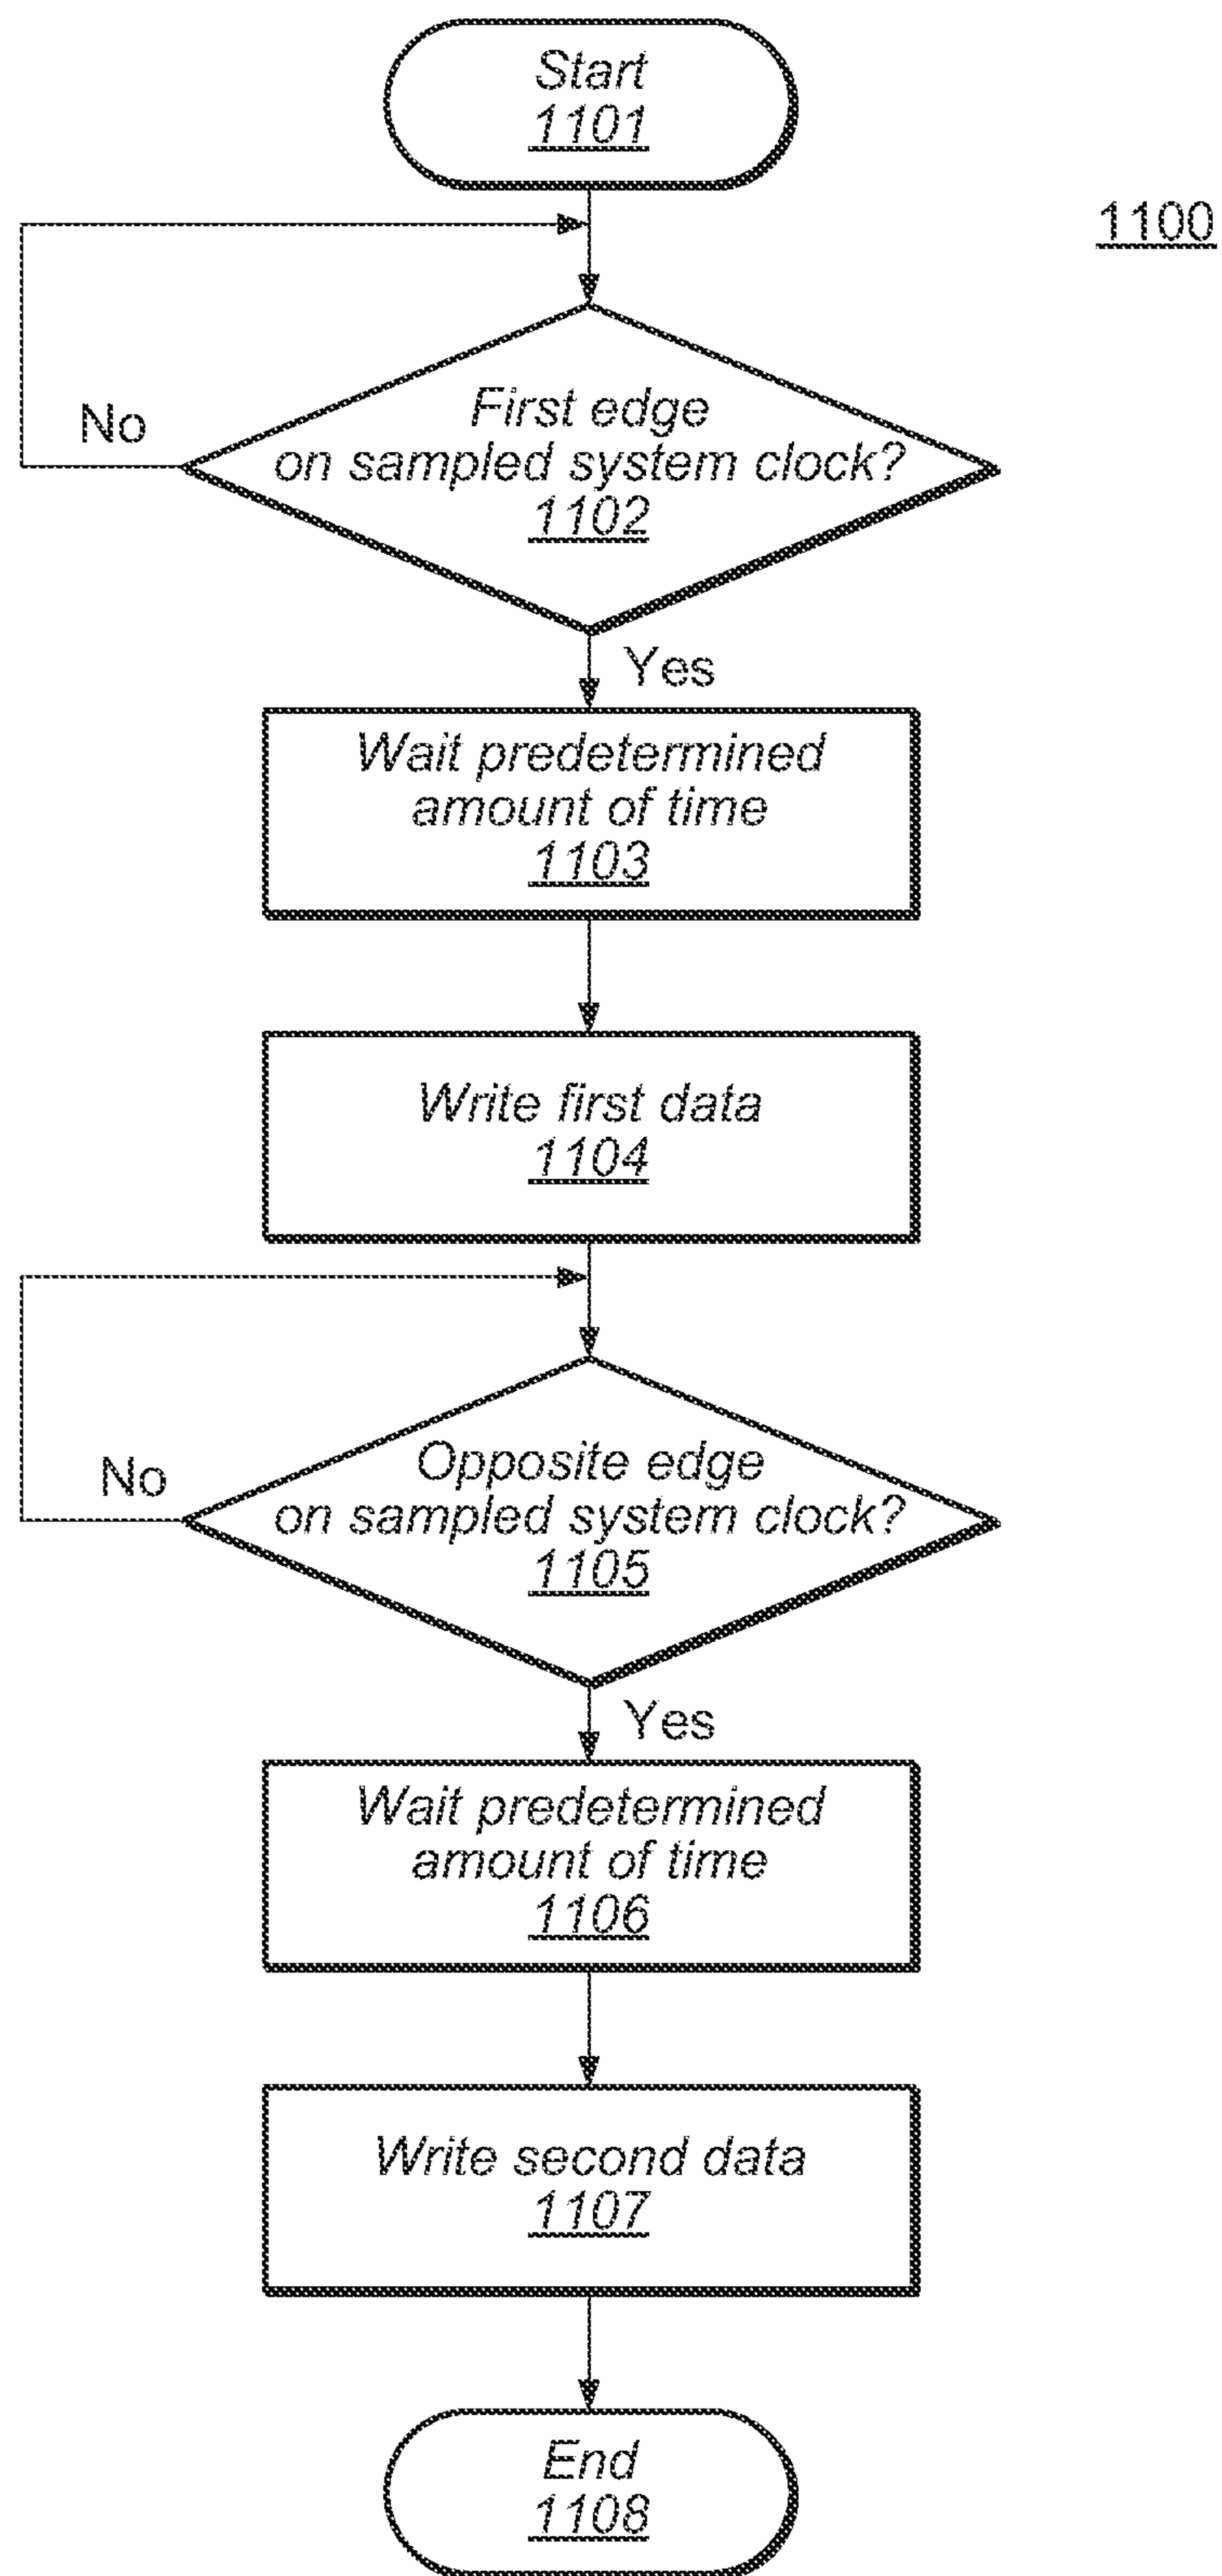 Start
1101
1100
No
First edge
on sampled system clock?
1102
Yes
Wait predetermined
amount of time
1103
Write first data
1104
No
Opposite edge
on sampled system clock?
1105
Yes
Wait predetermined
amount of time
1106
Write second data
1107
End
1108